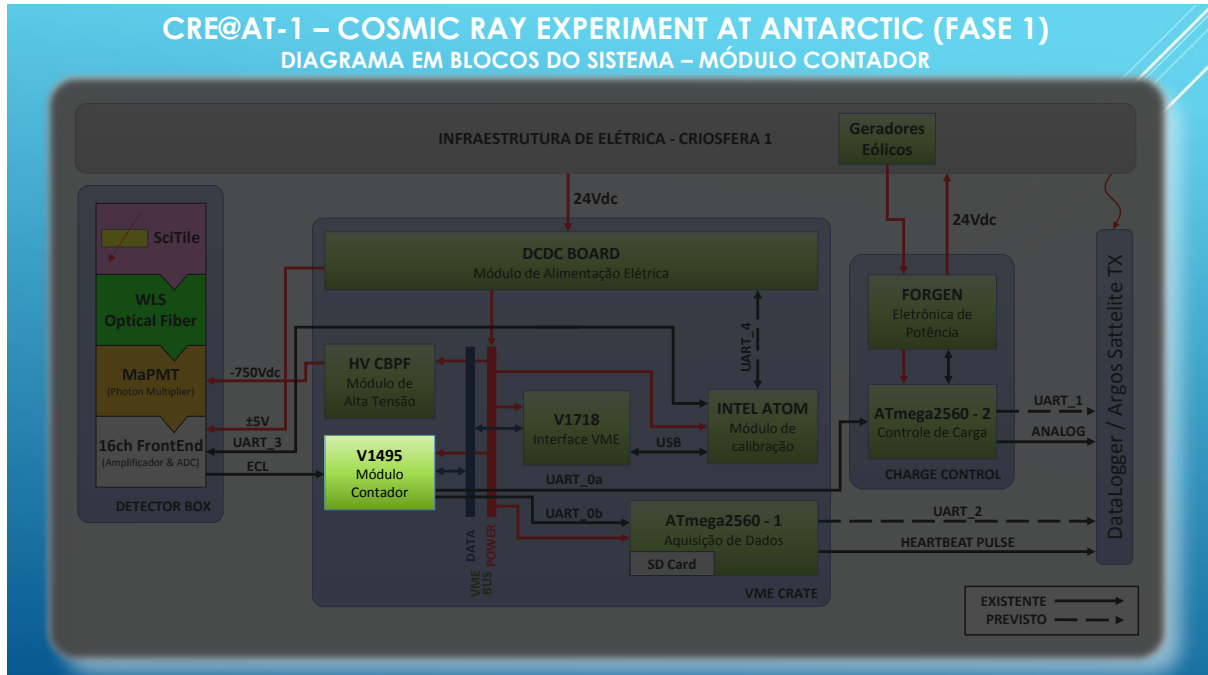 CRE@AT-1 – COSMIC RAY EXPERIMENT AT ANTARCTIC (FASE 1)
DIAGRAMA EM BLOCOS DO SISTEMA – MÓDULO CONTADOR
INFRAESTRUTURA DE ELÉTRICA - CRIOSFERA 1
Geradores
Eólicos
24Vdc
24Vdc
SciTile
WLS
Optical Fiber
MaPMT
(Photon Multiplier)
16ch FrontEnd
(Amplificador & ADC)
DETECTOR BOX
-750Vdc
±5V
UART_3
ECL
DCDC BOARD
Módulo de Alimentação Elétrica
HV CBPF
Módulo de
Alta Tensão
V1495
Módulo
Contador
V1718
Interface VME
UART_4
INTEL ATOM
Módulo de
calibração
USB
UART_0a
UART_0b
VME
BUS
DATA
POWER
ATmega2560 - 1
Aquisição de Dados
SD Card
VME CRATE
FORGEN
Eletrônica de
Potência
ATmega2560 - 2
Controle de Carga
CHARGE CONTROL
UART_1
ANALOG
UART_2
HEARTBEAT PULSE
DataLogger / Argos Sattelite TX
EXISTENTE
PREVISTO